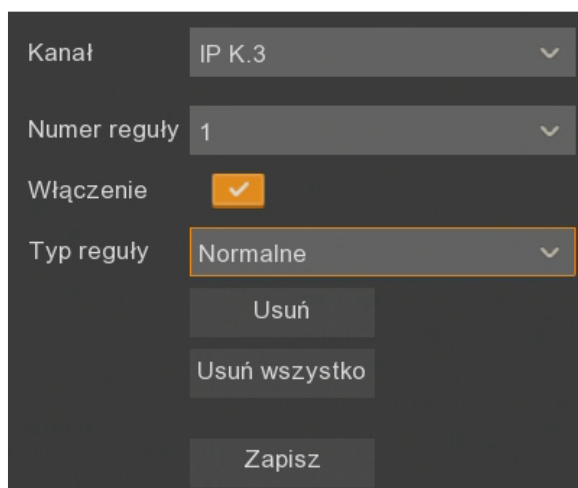 Kanał IP K.3
Numer reguły 1
Włączenie
Typ reguły Normalne
Usuń
Usuń wszystko
Zapisz